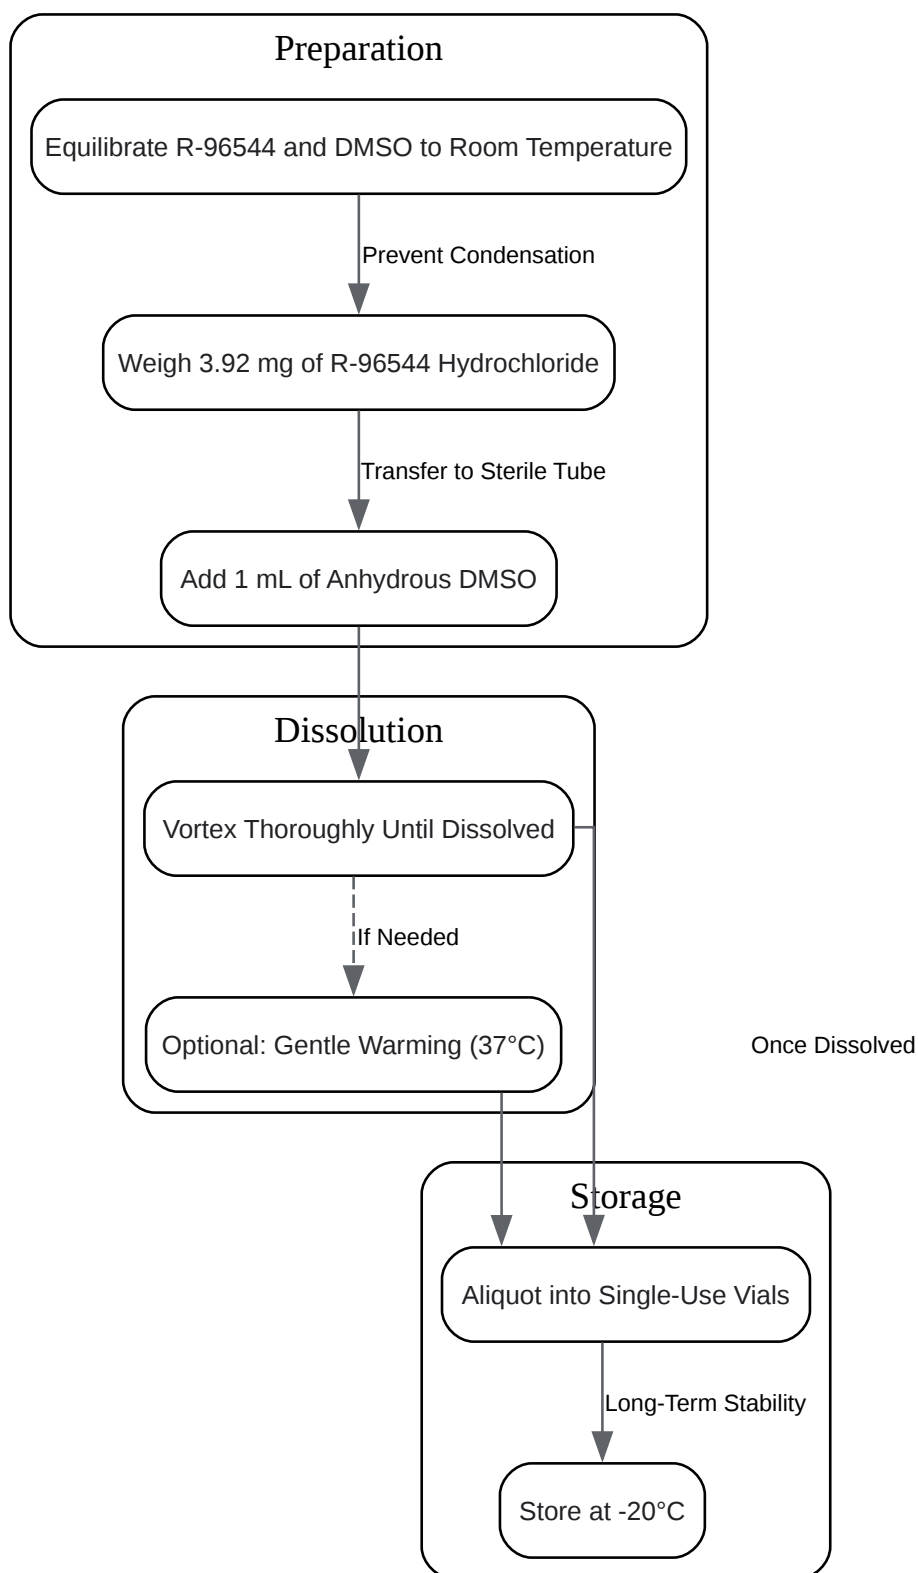 Preparation
Equilibrate R-96544 and DMSO to Room Temperature
Prevent Condensation
Weigh 3.92 mg of R-96544 Hydrochloride
Transfer to Sterile Tube
Add 1 mL of Anhydrous DMSO
Dissolution
Vortex Thoroughly Until Dissolved
If Needed
Optional: Gentle Warming (37°C)
Once Dissolved
Storage
Aliquot into Single-Use Vials
Long-Term Stability
Store at -20°C